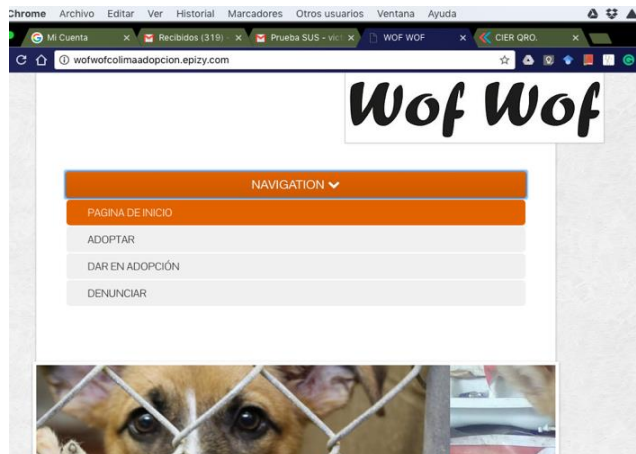 Chrome Archivo Editar Ver Historial Marcadores Otros usuarios Ventana Ayuda
Mi Cuenta Recibidos (319) - Prueba SUS - vict WOF WOF CIER QRO.
wofwofcolimaadopcion.epizy.com
Wof Wof
NAVIGATION
PAGINA DE INICIO
ADOPTAR
DAR EN ADOPCIÓN
DENUNCIAR